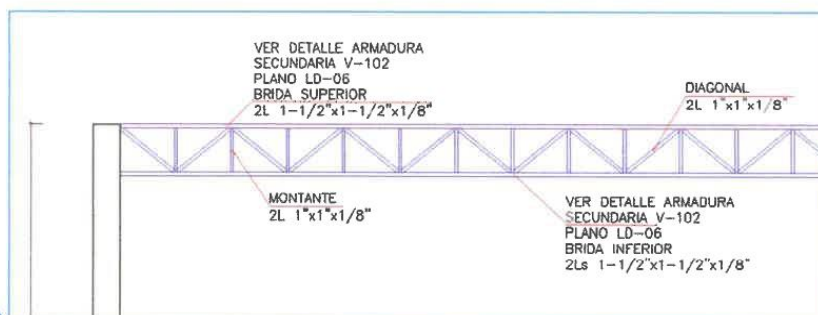 VER DETALLE ARMADURA
SECUNDARIA V-102
PLANO LD-06
BRIDA SUPERIOR
2L 1-1/2"x1-1/2"x1/8"
DIAGONAL
2L 1"x1"x1/8"
MONTANTE
2L 1"x1"x1/8"
VER DETALLE ARMADURA
SECUNDARIA V-102
PLANO LD-06
BRIDA INFERIOR
2Ls 1-1/2"x1-1/2"x1/8"